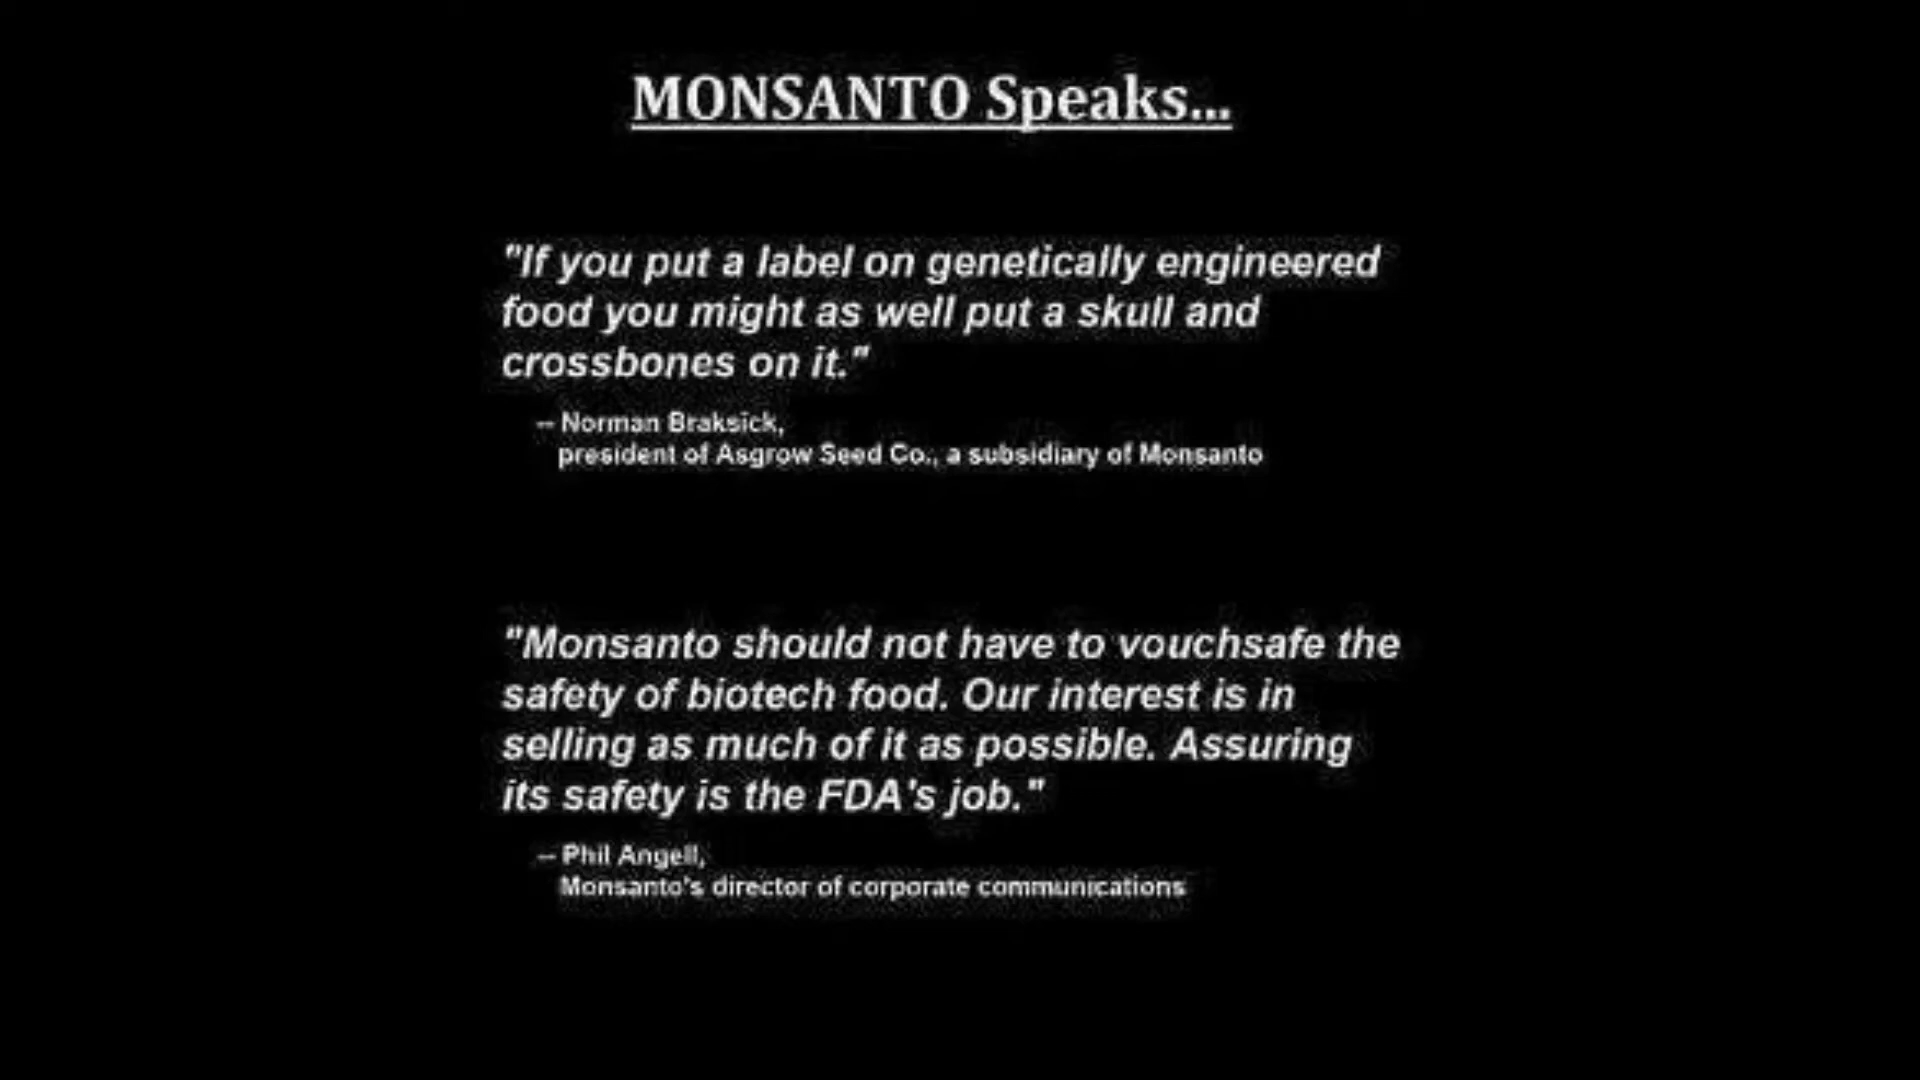 MONSANTO Speaks...
"If you put a label on genetically engineered
food you might as well put a skull and
crossbones on it."
-- Norman Braksick,
president of Asgrow Seed Co., a subsidiary of Monsanto
"Monsanto should not have to vouchsafe the
safety of biotech food. Our interest is in
selling as much of it as possible. Assuring
its safety is the FDA's job."
-- Phil Angell,
Monsanto's director of corporate communications